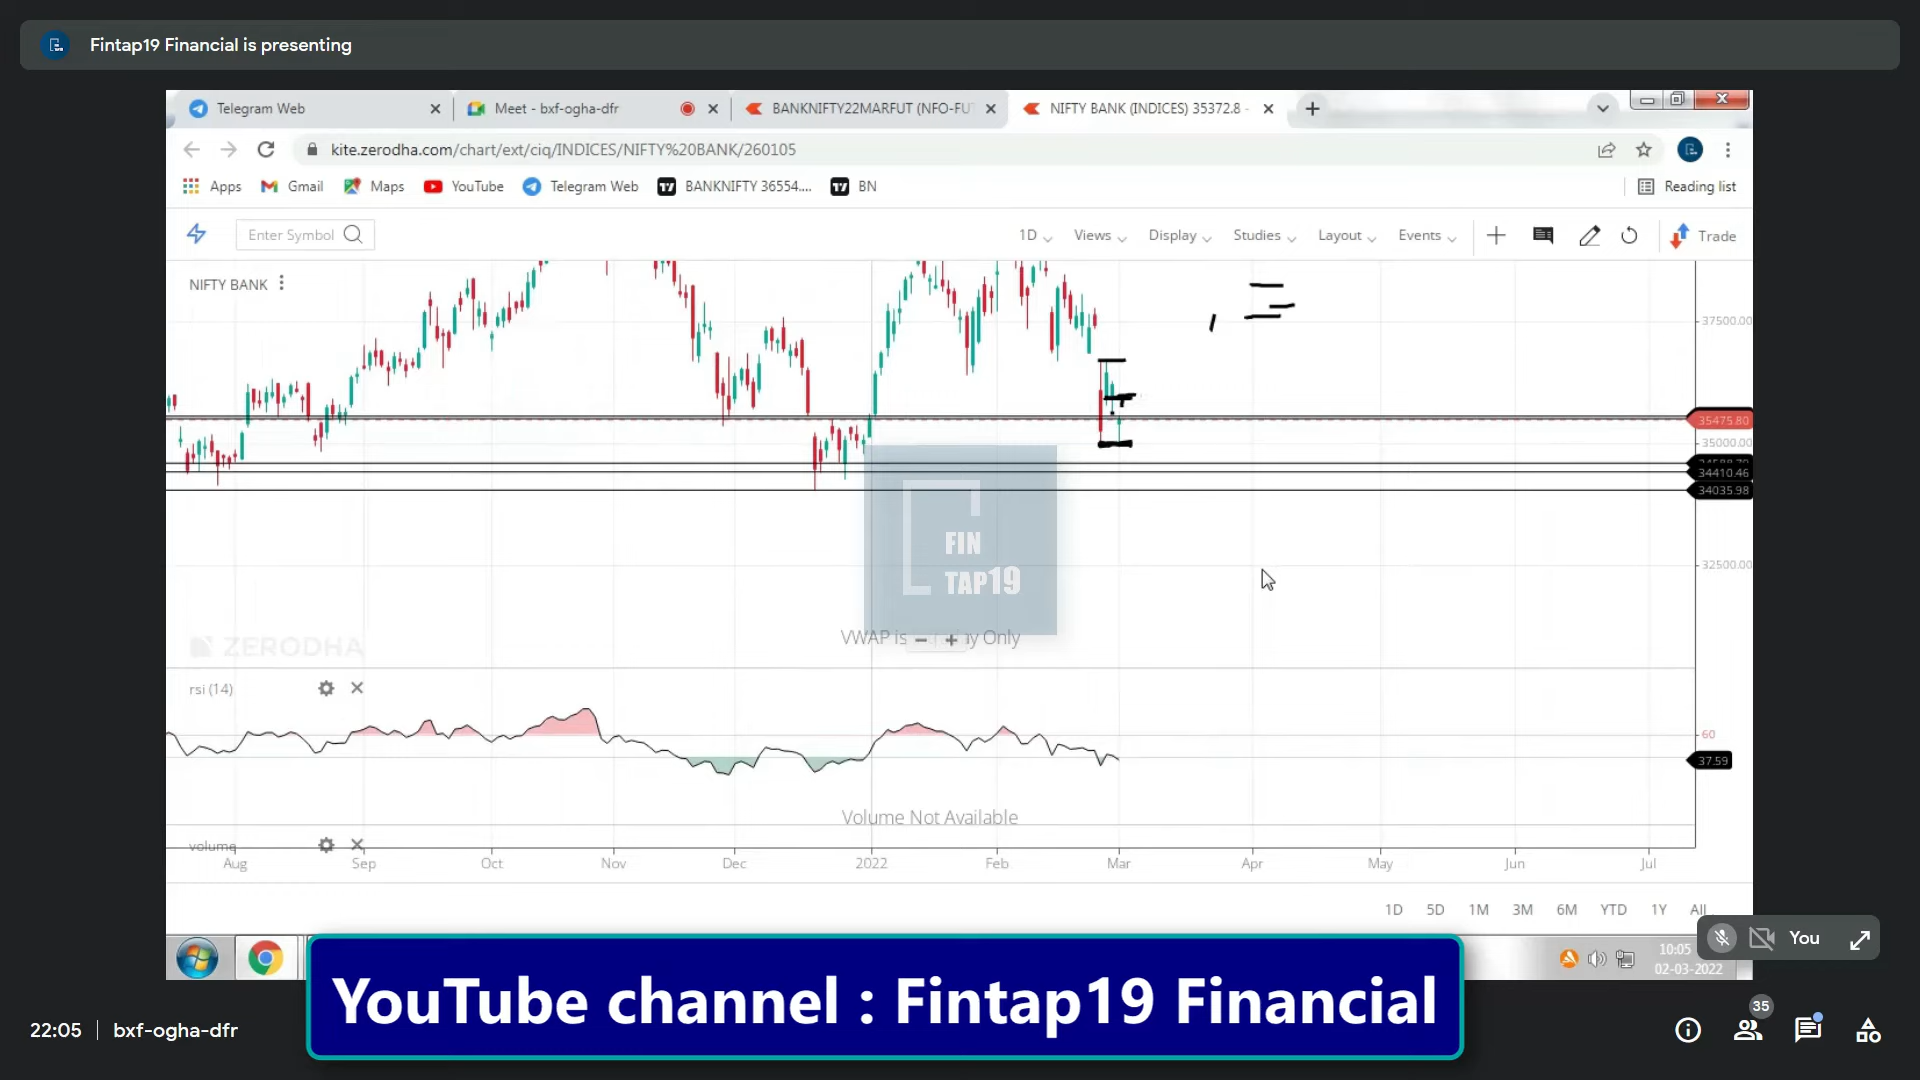 Fintap19 Financial is presenting
Telegram Web
Meet - bxf-ogha-dfr
BANKNIFTY22MARFUT (NFO-FU
NIFTY BANK (INDICES) 35372.8 -
kite.zerodha.com/chart/ext/ciq/INDICES/NIFTY%20BANK/260105
Apps
Gmail
Maps
YouTube
Telegram Web
BANKNIFTY 36554....
BN
Reading list
Enter Symbol
1D
Views
Display
Studies
Layout
Events
Trade
NIFTY BANK
37500.00
35475.80
35000.00
34410.46
34035.98
32500.00
FIN
TAP19
VWAP is
y Only
ZERODHA
rsi (14)
60
37.59
Volume Not Available
volume
Aug Sep Oct Nov Dec 2022 Feb Mar Apr May Jun Jul
1D 5D 1M 3M 6M YTD 1Y All
You
10:05
02-03-2022
YouTube channel : Fintap19 Financial
22:05 | bxf-ogha-dfr
35